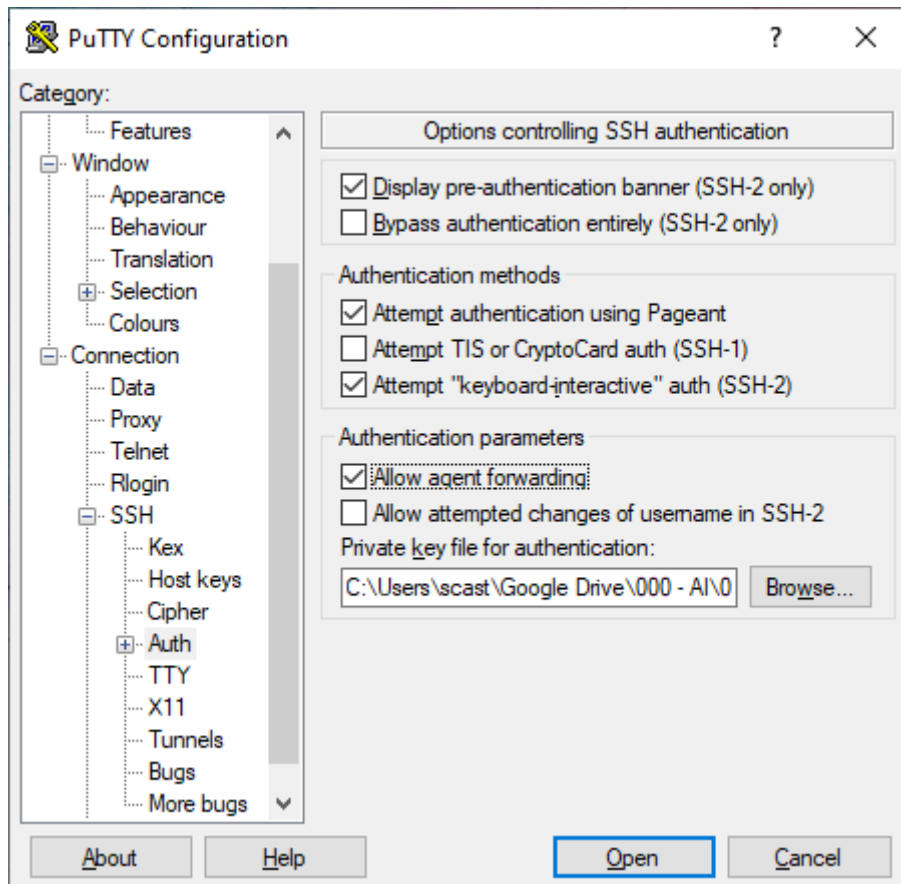 PuTTY Configuration
?
Category:
Features
Window
Appearance
Behaviour
Translation
Selection
Colours
Connection
Data
Proxy
Telnet
Rlogin
SSH
Kex
Host keys
Cipher
Auth
TTY
X11
Tunnels
Bugs
More bugs
Options controlling SSH authentication
Display pre-authentication banner (SSH-2 only)
Bypass authentication entirely (SSH-2 only)
Authentication methods
Attempt authentication using Pageant
Attempt TIS or CryptoCard auth (SSH-1)
Attempt "keyboard-interactive" auth (SSH-2)
Authentication parameters
Allow agent forwarding
Allow attempted changes of username in SSH-2
Private key file for authentication:
C:\Users\scast\Google Drive\000 - AI\0
Browse...
About
Help
Open
Cancel